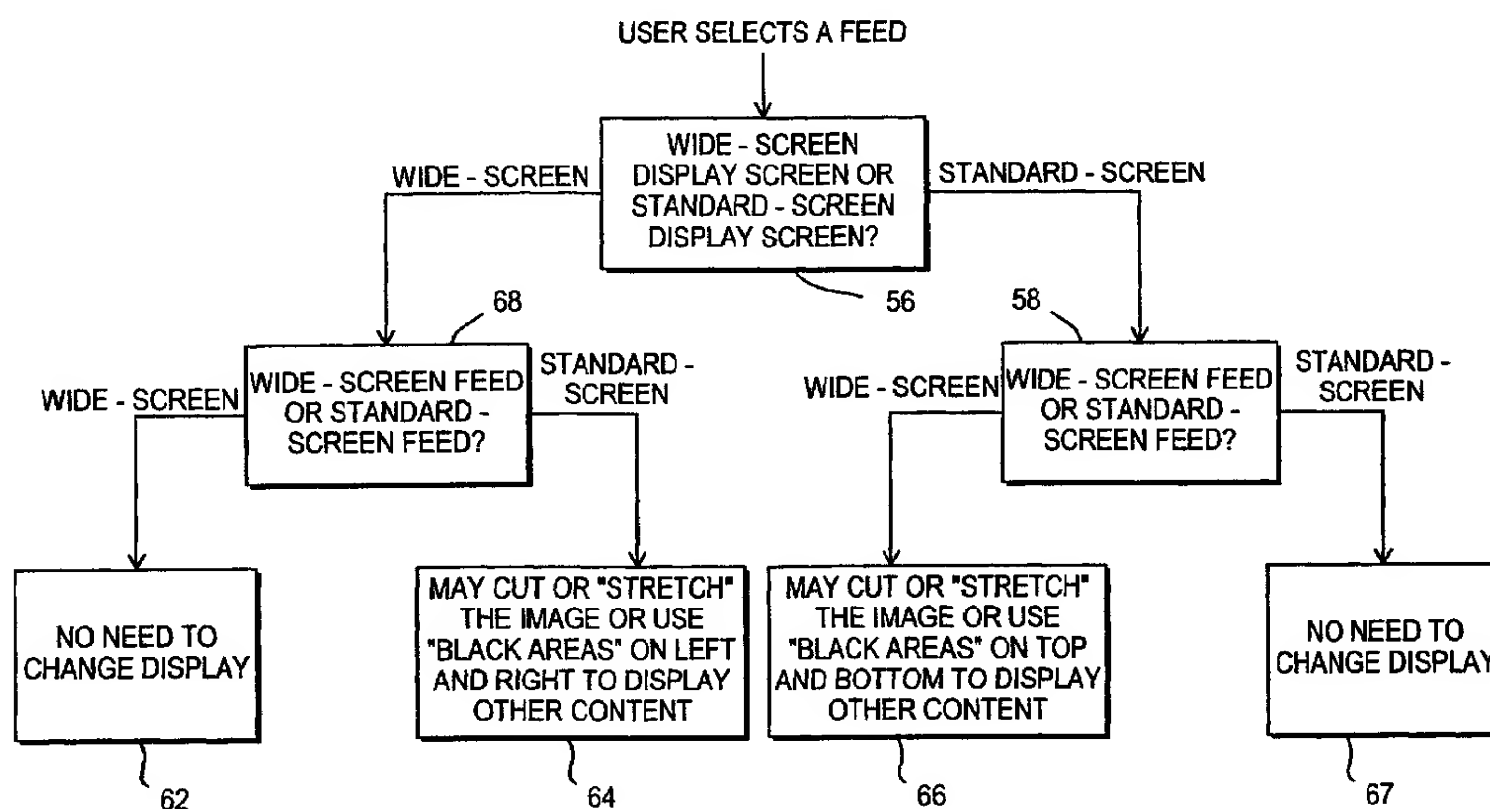 USER SELECTS A FEED
WIDE - SCREEN
DISPLAY SCREEN OR
STANDARD - SCREEN
DISPLAY SCREEN?
WIDE - SCREEN
STANDARD - SCREEN
56
68
58
WIDE - SCREEN FEED
OR STANDARD -
SCREEN FEED?
WIDE - SCREEN
STANDARD -
SCREEN
WIDE - SCREEN FEED
OR STANDARD -
SCREEN FEED?
WIDE - SCREEN
STANDARD -
SCREEN
NO NEED TO
CHANGE DISPLAY
MAY CUT OR "STRETCH"
THE IMAGE OR USE
"BLACK AREAS" ON LEFT
AND RIGHT TO DISPLAY
OTHER CONTENT
MAY CUT OR "STRETCH"
THE IMAGE OR USE
"BLACK AREAS" ON TOP
AND BOTTOM TO DISPLAY
OTHER CONTENT
NO NEED TO
CHANGE DISPLAY
62
64
66
67